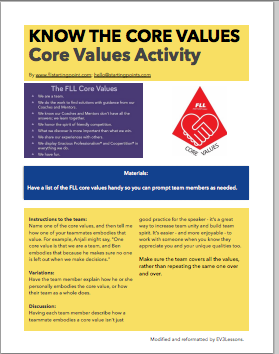 KNOW THE CORE VALUES
Core Values Activity
By www.flltutorials.com
The FLL Core Values
We are a team.
We do the work to find solutions with guidance from our
Coaches and Mentors.
We know our Coaches and Mentors don't have all the
answers; we learn together.
We honor the spirit of friendly competition.
What we discover is more important than what we win.
We share our experiences with others.
We display Gracious Professionalism® and Coopertition® in
everything we do.
We have fun.
FLL
CORE VALUES
Materials:
Have a list of the FLL core values handy so you can prompt team members as needed.
Instructions to the team:
Name one of the core values, and then tell me
how one of your teammates embodies that
value. For example, Anjali might say, "One
core value is that we are a team, and Ben
embodies that because he makes sure no one
is left out when we make decisions."
Variations:
Have the team member explain how he or she
personally embodies the core value, or how
their team as a whole does.
Discussion:
Having each team member describe how a
teammate embodies a core value isn't just
good practice for the speaker - it's a great
way to increase team unity and build team
spirit. It's easier - and more enjoyable - to
work with someone when you know they
appreciate you and your unique qualities too.
Make sure the team covers all the values,
rather than repeating the same one over
and over.
Modified and reformatted by EV3Lessons.